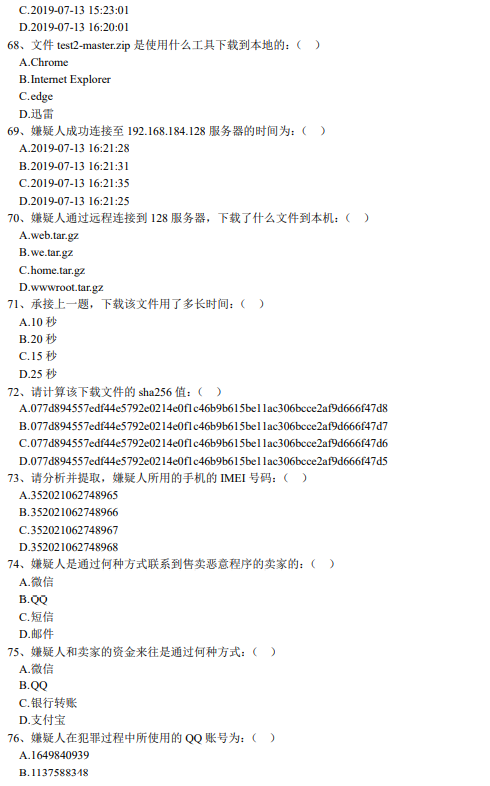 C.2019-07-13 15:23:01
D.2019-07-13 16:20:01
68、文件 test2-master.zip 是使用什么工具下载到本地的：（ ）
A.Chrome
B.Internet Explorer
C.edge
D.迅雷
69、嫌疑人成功连接至 192.168.184.128 服务器的时间为：（ ）
A.2019-07-13 16:21:28
B.2019-07-13 16:21:31
C.2019-07-13 16:21:35
D.2019-07-13 16:21:25
70、嫌疑人通过远程连接到 128 服务器，下载了什么文件到本机：（ ）
A.web.tar.gz
B.we.tar.gz
C.home.tar.gz
D.wwwroot.tar.gz
71、承接上一题，下载该文件用了多长时间：（ ）
A.10 秒
B.20 秒
C.15 秒
D.25 秒
72、请计算该下载文件的 sha256 值：（ ）
A.077d894557edf44e5792e0214e0f1c46b9b615be11ac306bcce2af9d666f47d8
B.077d894557edf44e5792e0214e0f1c46b9b615be11ac306bcce2af9d666f47d7
C.077d894557edf44e5792e0214e0f1c46b9b615be11ac306bcce2af9d666f47d6
D.077d894557edf44e5792e0214e0f1c46b9b615be11ac306bcce2af9d666f47d5
73、请分析并提取，嫌疑人所用的手机的 IMEI 号码：（ ）
A.352021062748965
B.352021062748966
C.352021062748967
D.352021062748968
74、嫌疑人是通过何种方式联系到售卖恶意程序的卖家的：（ ）
A.微信
B.QQ
C.短信
D.邮件
75、嫌疑人和卖家的资金来往是通过何种方式：（ ）
A.微信
B.QQ
C.银行转账
D.支付宝
76、嫌疑人在犯罪过程中所使用的 QQ 账号为：（ ）
A.1649840939
B.1137588348